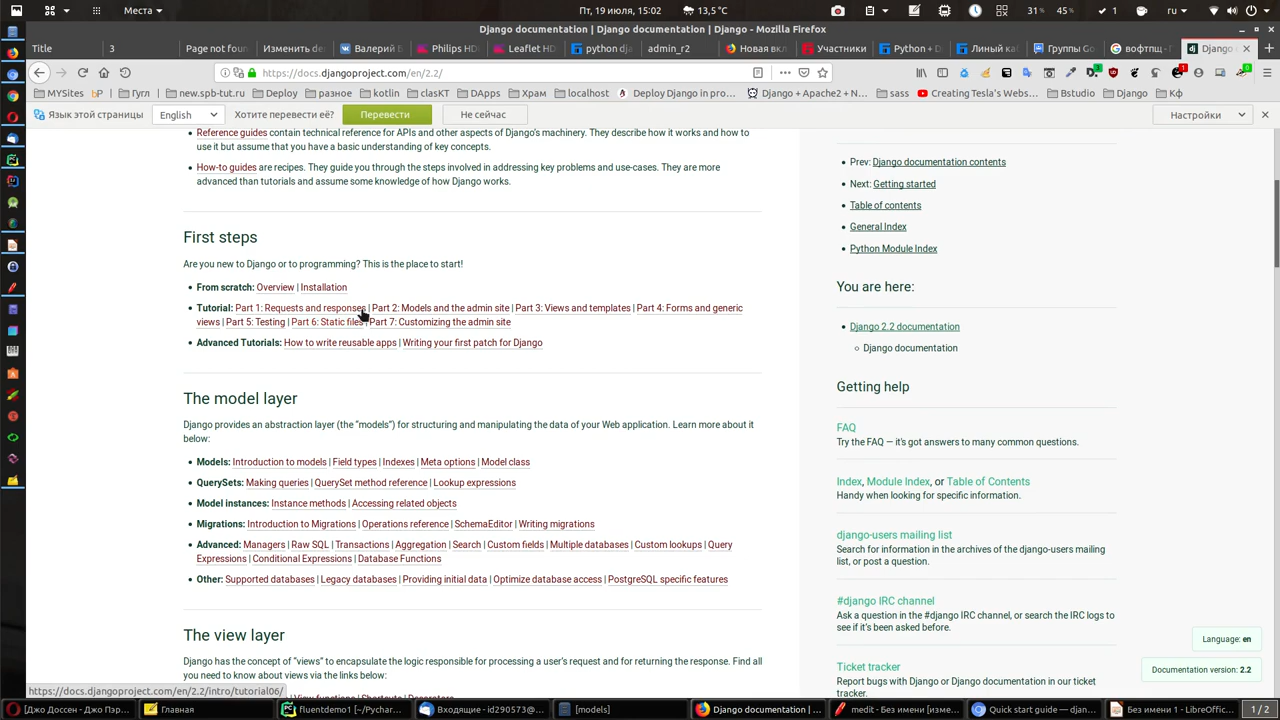 Места
Пт, 19 июля, 15:02
13,5°C
31%
45%
1
ru
Django documentation | Django documentation | Django - Mozilla Firefox
Title
3
Page not foun
Изменить de
Валерий
Philips HD
Leaflet HD
python dja
admin_r2
Новая вкл
Участники
Python + D
Линый каб
Группы Go
вофтпщ - П
Django d
https://docs.djangoproject.com/en/2.2/
MYSites
Гугл
new.spb-tut.ru
Deploy
разное
kotlin
clasKT
DApps
Храм
localhost
Deploy Django in pro…
Django + Apache2 + N…
sass
Creating Tesla's Webs…
Bstudio
Django
Кф
Язык этой страницы
English
Хотите перевести её?
Перевести
Не сейчас
Настройки
Reference guides contain technical reference for APIs and other aspects of Django's machinery. They describe how it works and how to
use it but assume that you have a basic understanding of key concepts.
How-to guides are recipes. They guide you through the steps involved in addressing key problems and use-cases. They are more
advanced than tutorials and assume some knowledge of how Django works.
First steps
Are you new to Django or to programming? This is the place to start!
From scratch: Overview | Installation
Tutorial: Part 1: Requests and responses | Part 2: Models and the admin site | Part 3: Views and templates | Part 4: Forms and generic
views | Part 5: Testing | Part 6: Static files | Part 7: Customizing the admin site
Advanced Tutorials: How to write reusable apps | Writing your first patch for Django
The model layer
Django provides an abstraction layer (the “models”) for structuring and manipulating the data of your Web application. Learn more about it
below:
Models: Introduction to models | Field types | Indexes | Meta options | Model class
QuerySets: Making queries | QuerySet method reference | Lookup expressions
Model instances: Instance methods | Accessing related objects
Migrations: Introduction to Migrations | Operations reference | SchemaEditor | Writing migrations
Advanced: Managers | Raw SQL | Transactions | Aggregation | Search | Custom fields | Multiple databases | Custom lookups | Query
Expressions | Conditional Expressions | Database Functions
Other: Supported databases | Legacy databases | Providing initial data | Optimize database access | PostgreSQL specific features
The view layer
Django has the concept of “views” to encapsulate the logic responsible for processing a user's request and for returning the response. Find all
you need to know about views via the links below:
Prev: Django documentation contents
Next: Getting started
Table of contents
General Index
Python Module Index
You are here:
Django 2.2 documentation
Django documentation
Getting help
FAQ
Try the FAQ — it's got answers to many common questions.
Index, Module Index, or Table of Contents
Handy when looking for specific information.
django-users mailing list
Search for information in the archives of the django-users mailing
list, or post a question.
#django IRC channel
Ask a question in the #django IRC channel, or search the IRC logs to
see if it's been asked before.
Ticket tracker
Report bugs with Django or Django documentation in our ticket
tracker.
Language: en
Documentation version: 2.2
https://docs.djangoproject.com/en/2.2/intro/tutorial06/
Джо Доссен - Джо Пэр…
Главная
fluentdemo1 [~/Pychar…
Входящие - id290573@…
[models]
Django documentation …
medit - Без имени [изме…
Quick start guide — djan…
Без имени 1 - LibreOffic…
1 / 2